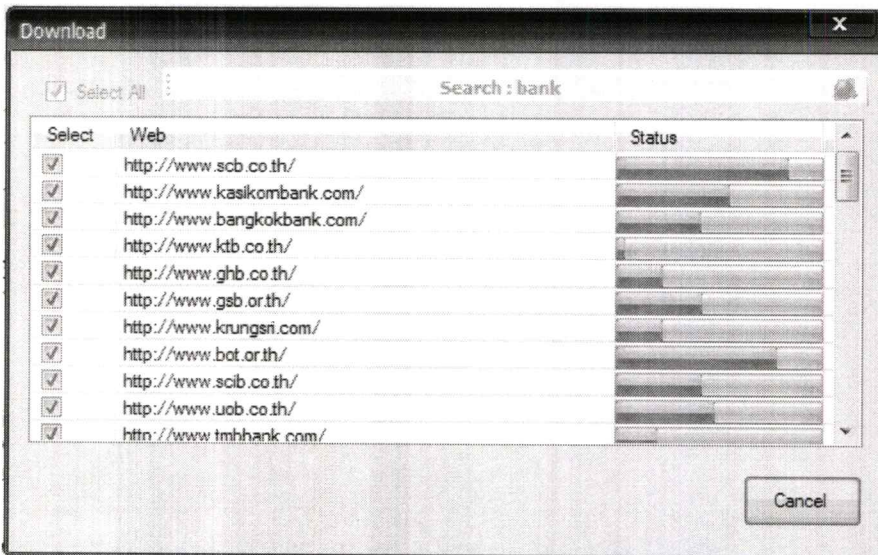 Download
X
Select All
Search : bank
Select Web Status
http://www.scb.co.th/
http://www.kasikornbank.com/
http://www.bangkokbank.com/
http://www.ktb.co.th/
http://www.ghb.co.th/
http://www.gsb.or.th/
http://www.krungsri.com/
http://www.bot.or.th/
http://www.scib.co.th/
http://www.uob.co.th/
http://www.tmbbank.com/
Cancel